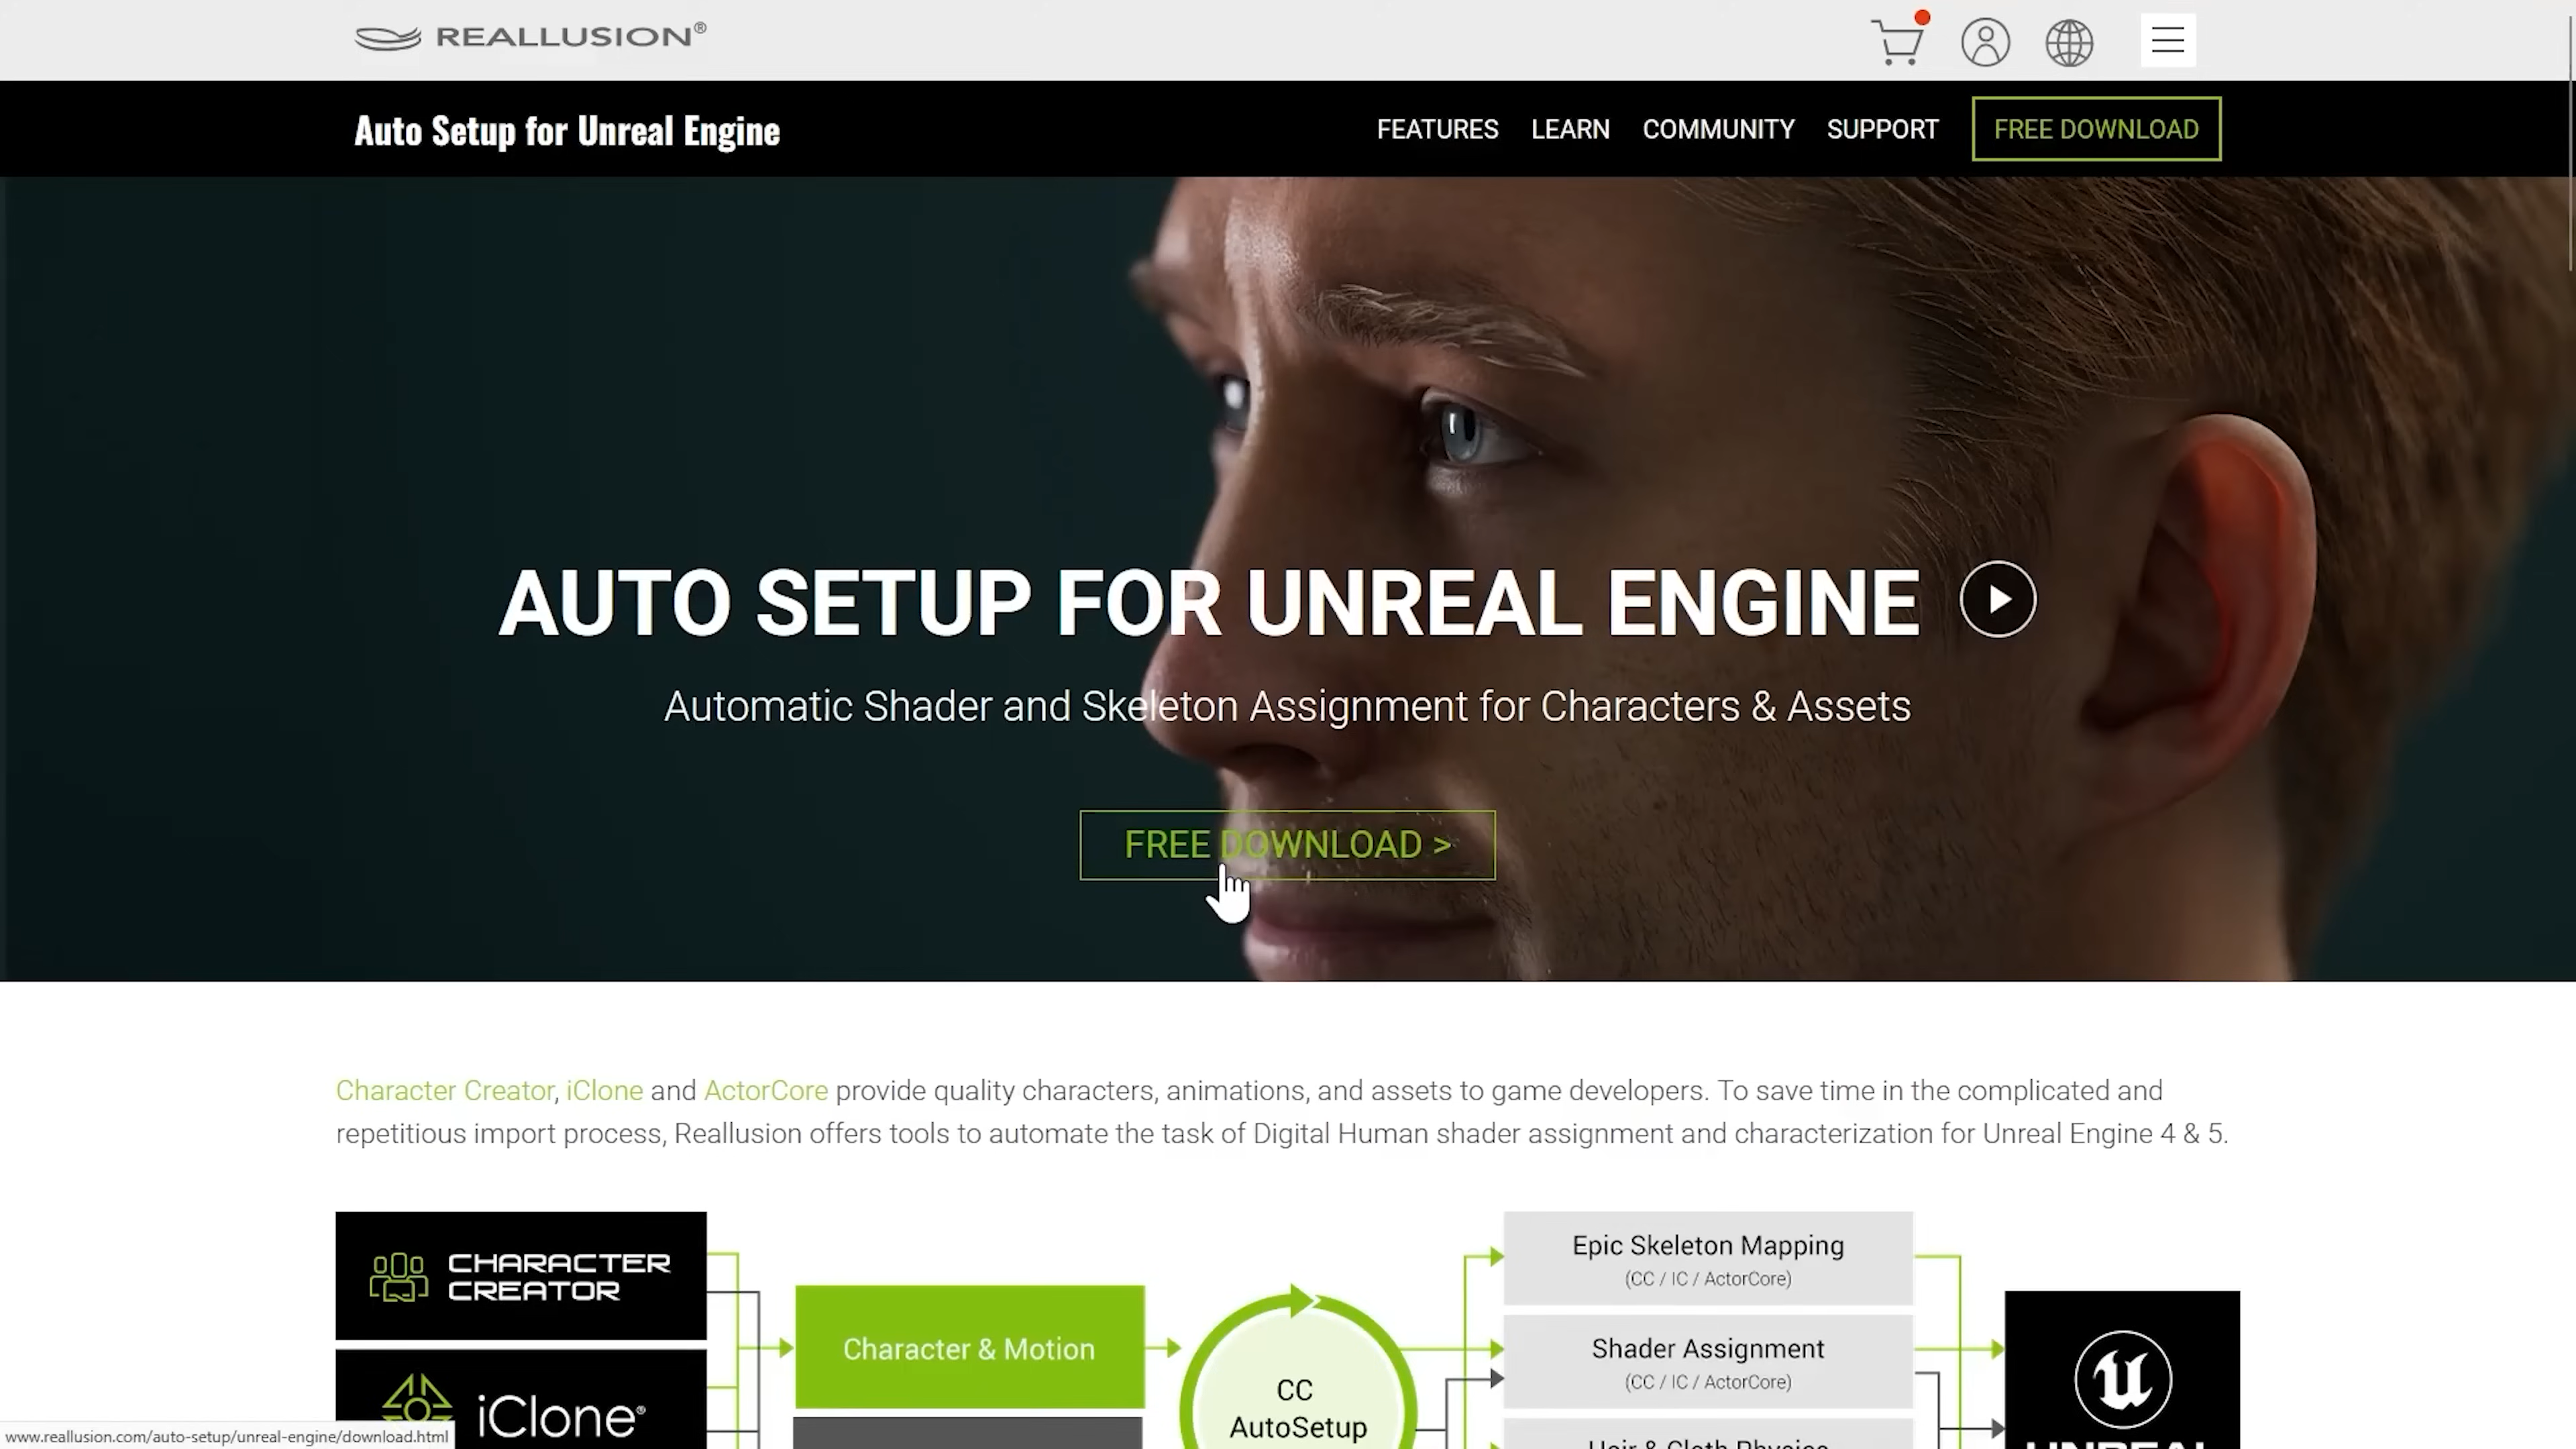 REALLUSION®
Auto Setup for Unreal Engine
FEATURES
LEARN
COMMUNITY
SUPPORT
FREE DOWNLOAD
AUTO SETUP FOR UNREAL ENGINE
Automatic Shader and Skeleton Assignment for Characters & Assets
FREE DOWNLOAD >
Character Creator, iClone and ActorCore provide quality characters, animations, and assets to game developers. To save time in the complicated and
repetitious import process, Reallusion offers tools to automate the task of Digital Human shader assignment and characterization for Unreal Engine 4 & 5.
CHARACTER
CREATOR
iClone®
Character & Motion
CC
AutoSetup
Epic Skeleton Mapping
(CC / IC / ActorCore)
Shader Assignment
(CC / IC / ActorCore)
Hair & Cloth Physics
UNREAL
www.reallusion.com/auto-setup/unreal-engine/download.html